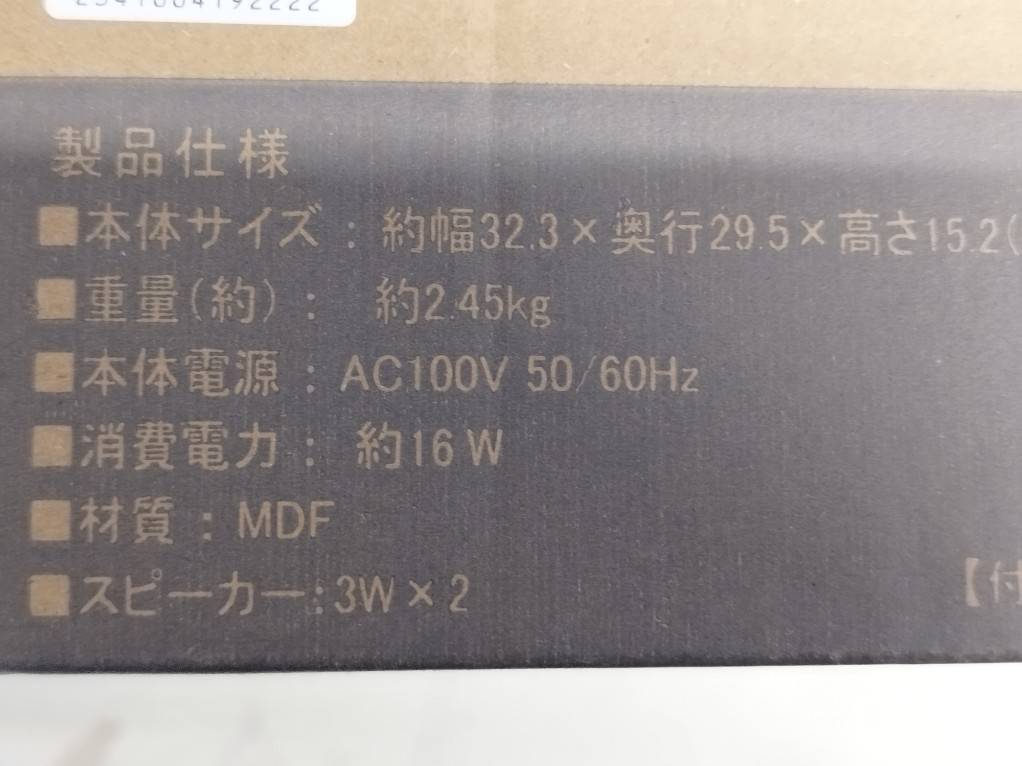 製品仕様
■本体サイズ：約幅32.3×奥行29.5×高さ15.2(
■重量(約)： 約2.45kg
■本体電源：AC100V 50/60Hz
■消費電力： 約16W
■材質：MDF
■スピーカー:3W×2
【付